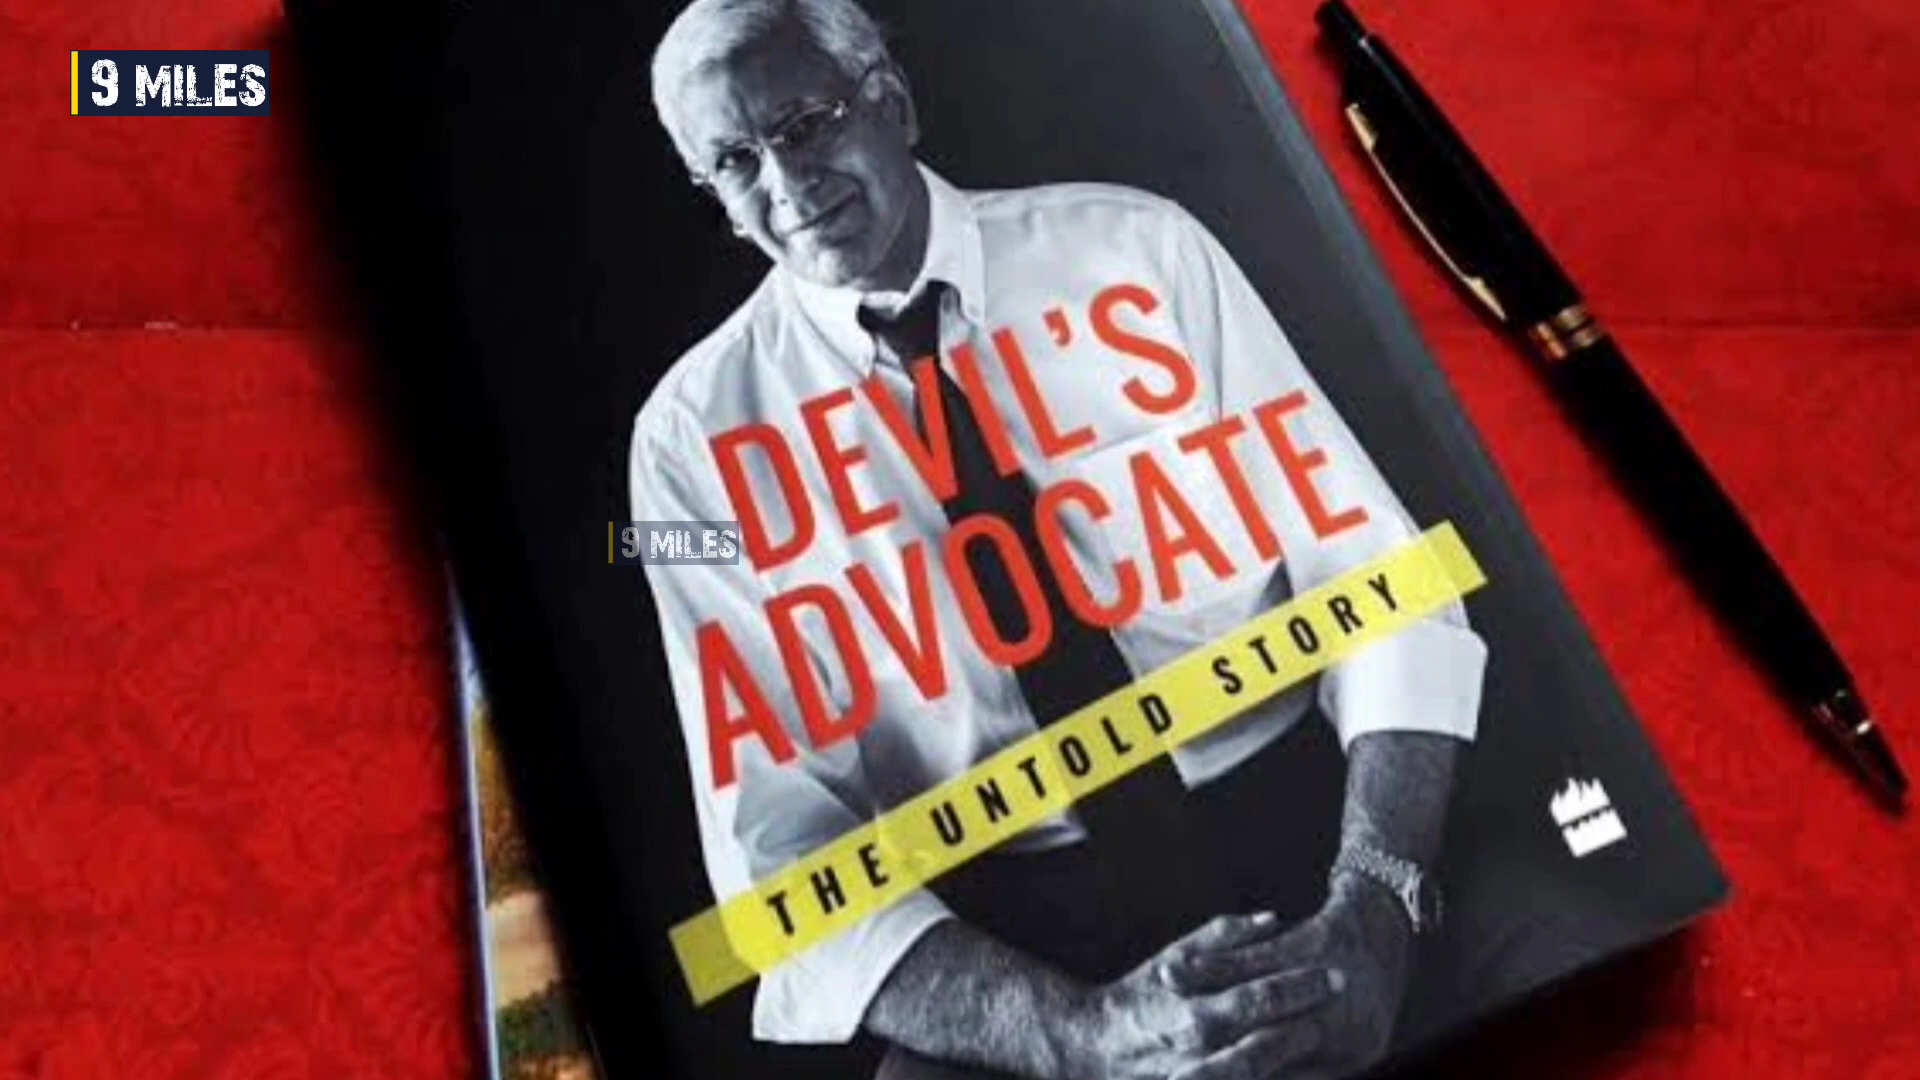 9 MILES
DEVIL'S
ADVOCATE
9 MILES
THE UNTOLD STORY